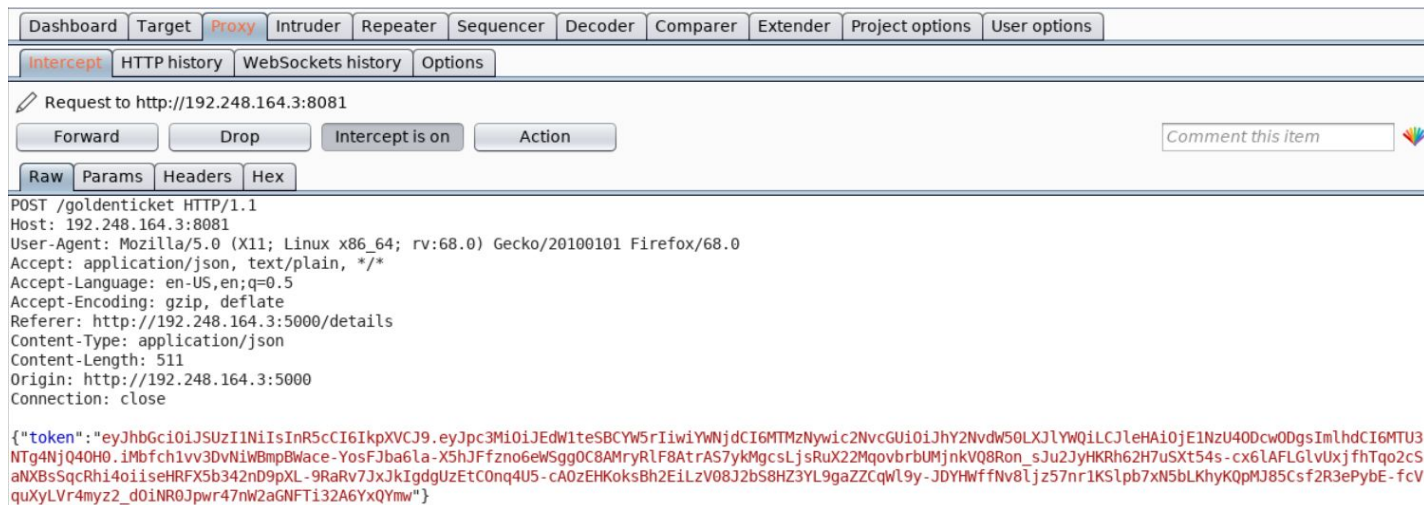 Dashboard Target Proxy Intruder Repeater Sequencer Decoder Comparer Extender Project options User options
Intercept HTTP history WebSockets history Options
Request to http://192.248.164.3:8081
Forward Drop Intercept is on Action Comment this item
Raw Params Headers Hex
POST /goldenticket HTTP/1.1
Host: 192.248.164.3:8081
User-Agent: Mozilla/5.0 (X11; Linux x86_64; rv:68.0) Gecko/20100101 Firefox/68.0
Accept: application/json, text/plain, */*
Accept-Language: en-US,en;q=0.5
Accept-Encoding: gzip, deflate
Referer: http://192.248.164.3:5000/details
Content-Type: application/json
Content-Length: 511
Origin: http://192.248.164.3:5000
Connection: close
{"token":"eyJhbGciOiJSUzI1NiIsInR5cCI6IkpXVCJ9.eyJpc3MiOiJEdW1teSBCYW5rIiwiYWNjdCI6MTMzNywic2NvcGUiOiJhY2NvdW50LXJlYWQiLCJleHAiOjE1NzU4ODcwODgsImlhdCI6MTU3
NTg4NjQ4OH0.iMbfch1vv3DvNiWBmpBWace-YosFJba6la-X5hJFfzno6eWSggOC8AMryRlF8AtrAS7ykMgcsLjsRuX22MqovbrbUMjnkVQ8Ron_sJu2JyHKRh62H7uSXt54s-cx6lAFLGlvUxjfhTqo2cS
aNXBsSqcRhi4oiiseHRFX5b342nD9pXL-9RaRv7JxJkIgdgUzEtCOnq4U5-cAOzEHKoksBh2EiLzV08J2bS8HZ3YL9gaZZCqWl9y-JDYHWffNv8ljz57nr1KSlpb7xN5bLKhyKQpMJ85Csf2R3ePybE-fcV
quXyLVr4myz2_dOiNR0Jpwr47nW2aGNFTi32A6YxQYmw"}